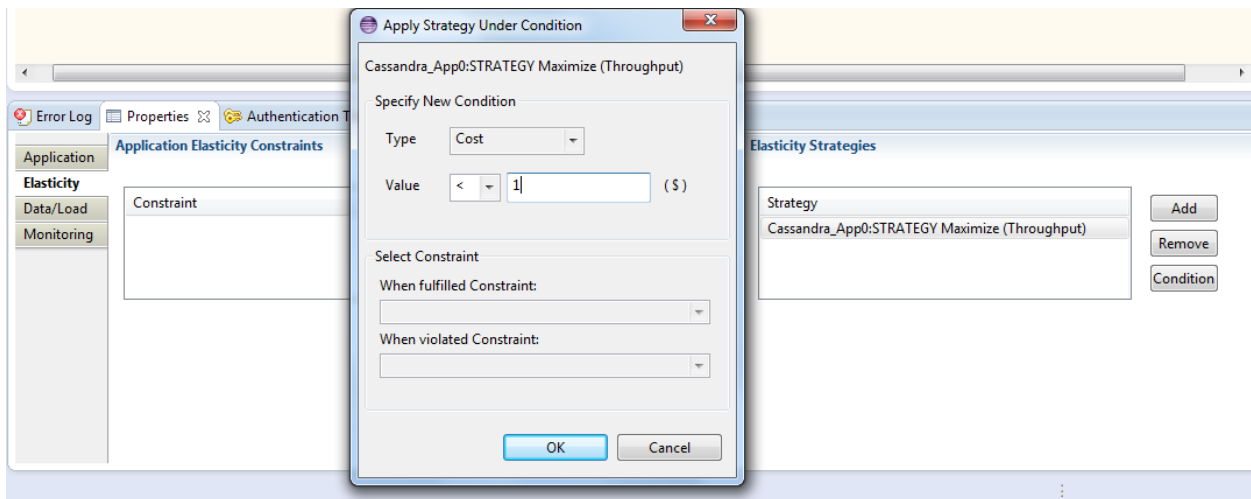 Apply Strategy Under Condition
Cassandra_App0:STRATEGY Maximize (Throughput)
Specify New Condition
Type Cost
Value < 1 ($)
Select Constraint
When fulfilled Constraint:
When violated Constraint:
OK Cancel
Error Log Properties Authentication T
Application
Elasticity
Data/Load
Monitoring
Application Elasticity Constraints
Constraint
Elasticity Strategies
Strategy
Cassandra_App0:STRATEGY Maximize (Throughput)
Add
Remove
Condition